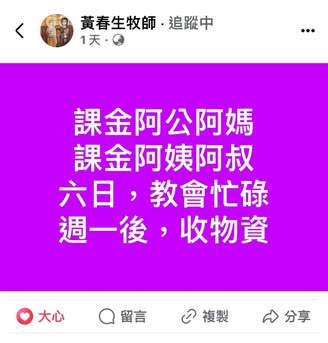 黃春生牧師 · 追蹤中
1天 ·
課金阿公阿媽
課金阿姨阿叔
六日，教會忙碌
週一後，收物資
大心 留言 複製 分享